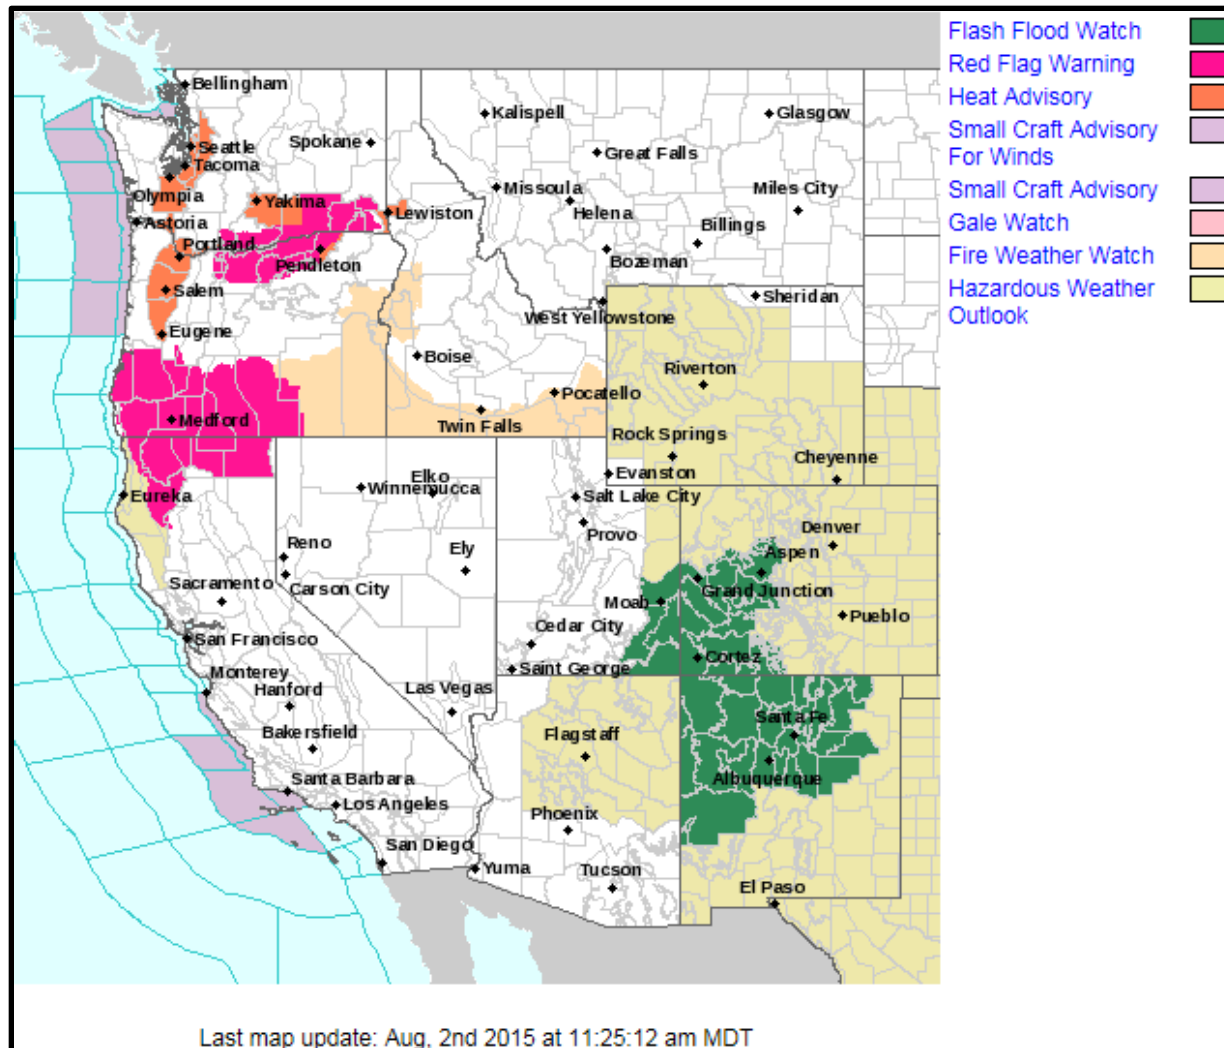 Flash Flood Watch
Red Flag Warning
Heat Advisory
Small Craft Advisory
For Winds
Small Craft Advisory
Gale Watch
Fire Weather Watch
Hazardous Weather
Outlook
Bellingham
Kalispell
Glasgow
Seattle
Spokane
Great Falls
Tacoma
Olympia
Yakima
Missoula
Miles City
Astoria
Lewiston
Helena
Billings
Portland
Pendleton
Bozeman
Salem
Sheridan
Eugene
West Yellowstone
Boise
Riverton
Pocatello
Medford
Twin Falls
Rock Springs
Cheyenne
Evanston
Eureka
Winnemucca
Elko
Salt Lake City
Provo
Denver
Reno
Ely
Aspen
Sacramento
Carson City
Grand Junction
Moab
Pueblo
San Francisco
Cedar City
Cortez
Monterey
Saint George
Hanford
Las Vegas
Santa Fe
Bakersfield
Flagstaff
Albuquerque
Santa Barbara
Los Angeles
Phoenix
San Diego
Yuma
Tucson
El Paso
Last map update: Aug, 2nd 2015 at 11:25:12 am MDT